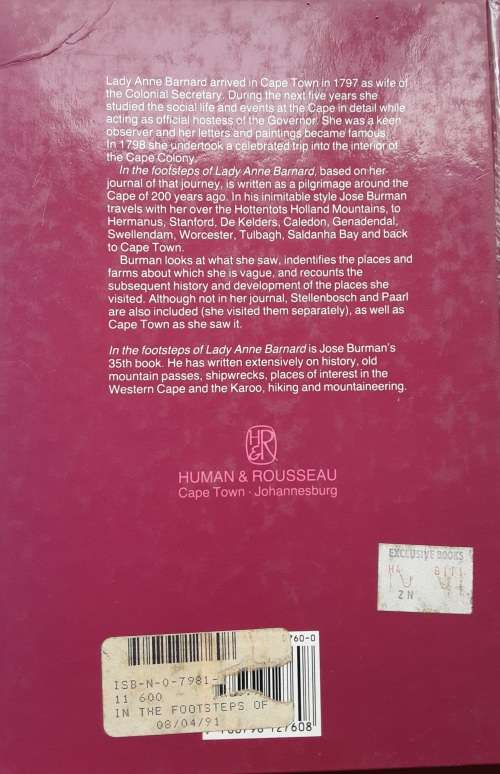 Lady Anne Barnard arrived in Cape Town in 1797 as wife of
the Colonial Secretary. During the next five years she
studied the social life and events at the Cape in detail while
acting as official hostess of the Governor. She was a keen
observer and her letters and paintings became famous.
In 1798 she undertook a celebrated trip into the interior of
the Cape Colony.
In the footsteps of Lady Anne Barnard, based on her
journal of that journey, is written as a pilgrimage around the
Cape of 200 years ago. In his inimitable style Jose Burman
travels with her over the Hottentots Holland Mountains, to
Hermanus, Stanford, De Kelders, Caledon, Genadendal,
Swellendam, Worcester, Tulbagh, Saldanha Bay and back
to Cape Town.
Burman looks at what she saw, indentifies the places and
farms about which she is vague, and recounts the
subsequent history and development of the places she
visited. Although not in her journal, Stellenbosch and Paarl
are also included (she visited them separately), as well as
Cape Town as she saw it.
In the footsteps of Lady Anne Barnard is Jose Burman's
35th book. He has written extensively on history, old
mountain passes, shipwrecks, places of interest in the
Western Cape and the Karoo, hiking and mountaineering.
H&R
HUMAN & ROUSSEAU
Cape Town · Johannesburg
EXCLUSIVE BOOKS
H4
2 N
760-0
ISB-N-0-7981-
11 600
IN THE FOOTSTEPS OF
08/04/91
127608